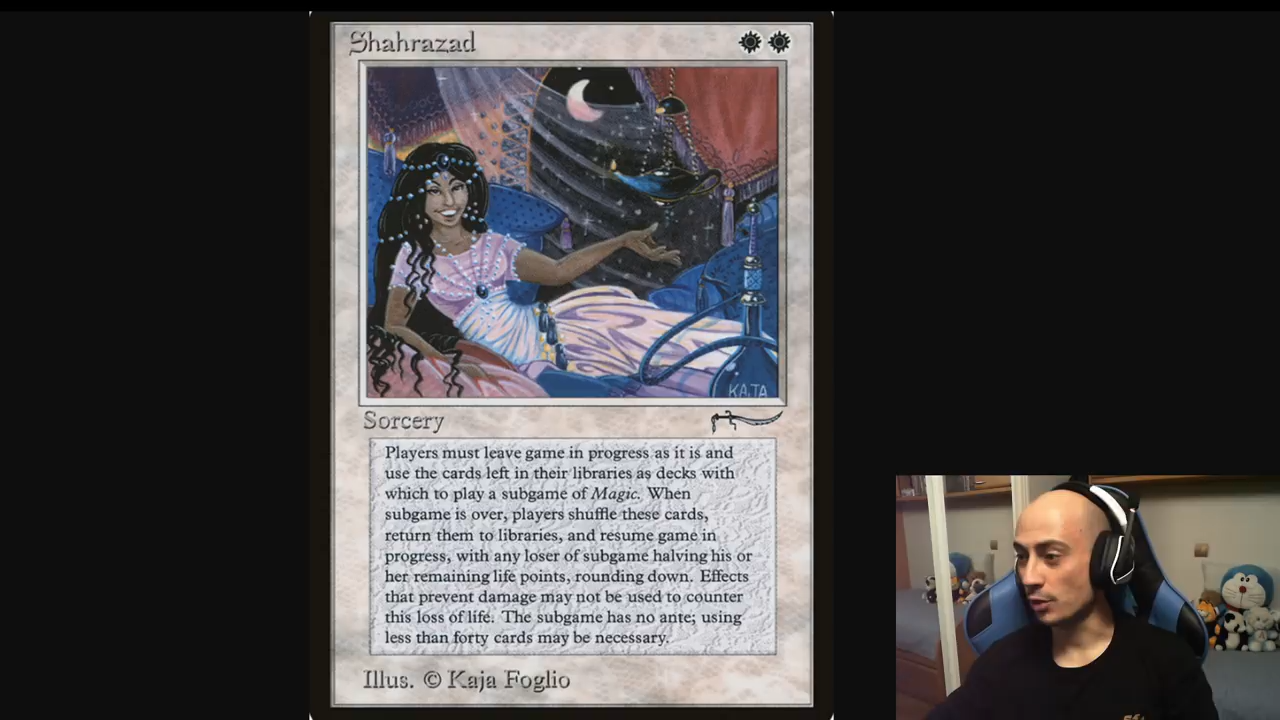 Shahrazad
KAJA
Sorcery
Players must leave game in progress as it is and
use the cards left in their libraries as decks with
which to play a subgame of Magic. When
subgame is over, players shuffle these cards,
return them to libraries, and resume game in
progress, with any loser of subgame halving his or
her remaining life points, rounding down. Effects
that prevent damage may not be used to counter
this loss of life. The subgame has no ante; using
less than forty cards may be necessary.
Illus. © Kaja Foglio